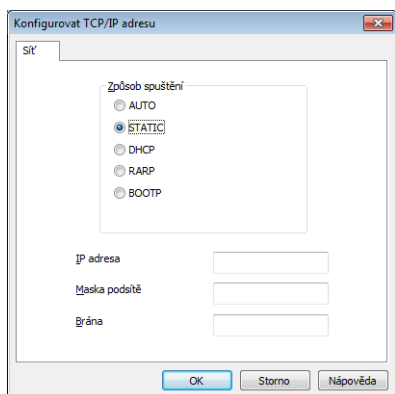 Konfigurovat TCP/IP adresu
Síť
Způsob spuštění
AUTO
STATIC
DHCP
RARP
BOOTP
IP adresa
Maska podsítě
Brána
OK Storno Nápověda